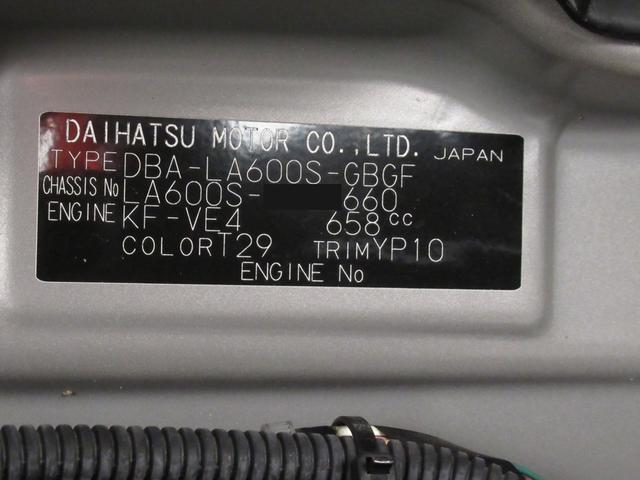 DAIHATSU MOTOR CO.,LTD. JAPAN
TYPE DBA-LA600S-GBGF
CHASSIS No LA600S- 660
ENGINE KF-VE4 658cc
COLOR T29 TRIM YP10
ENGINE No